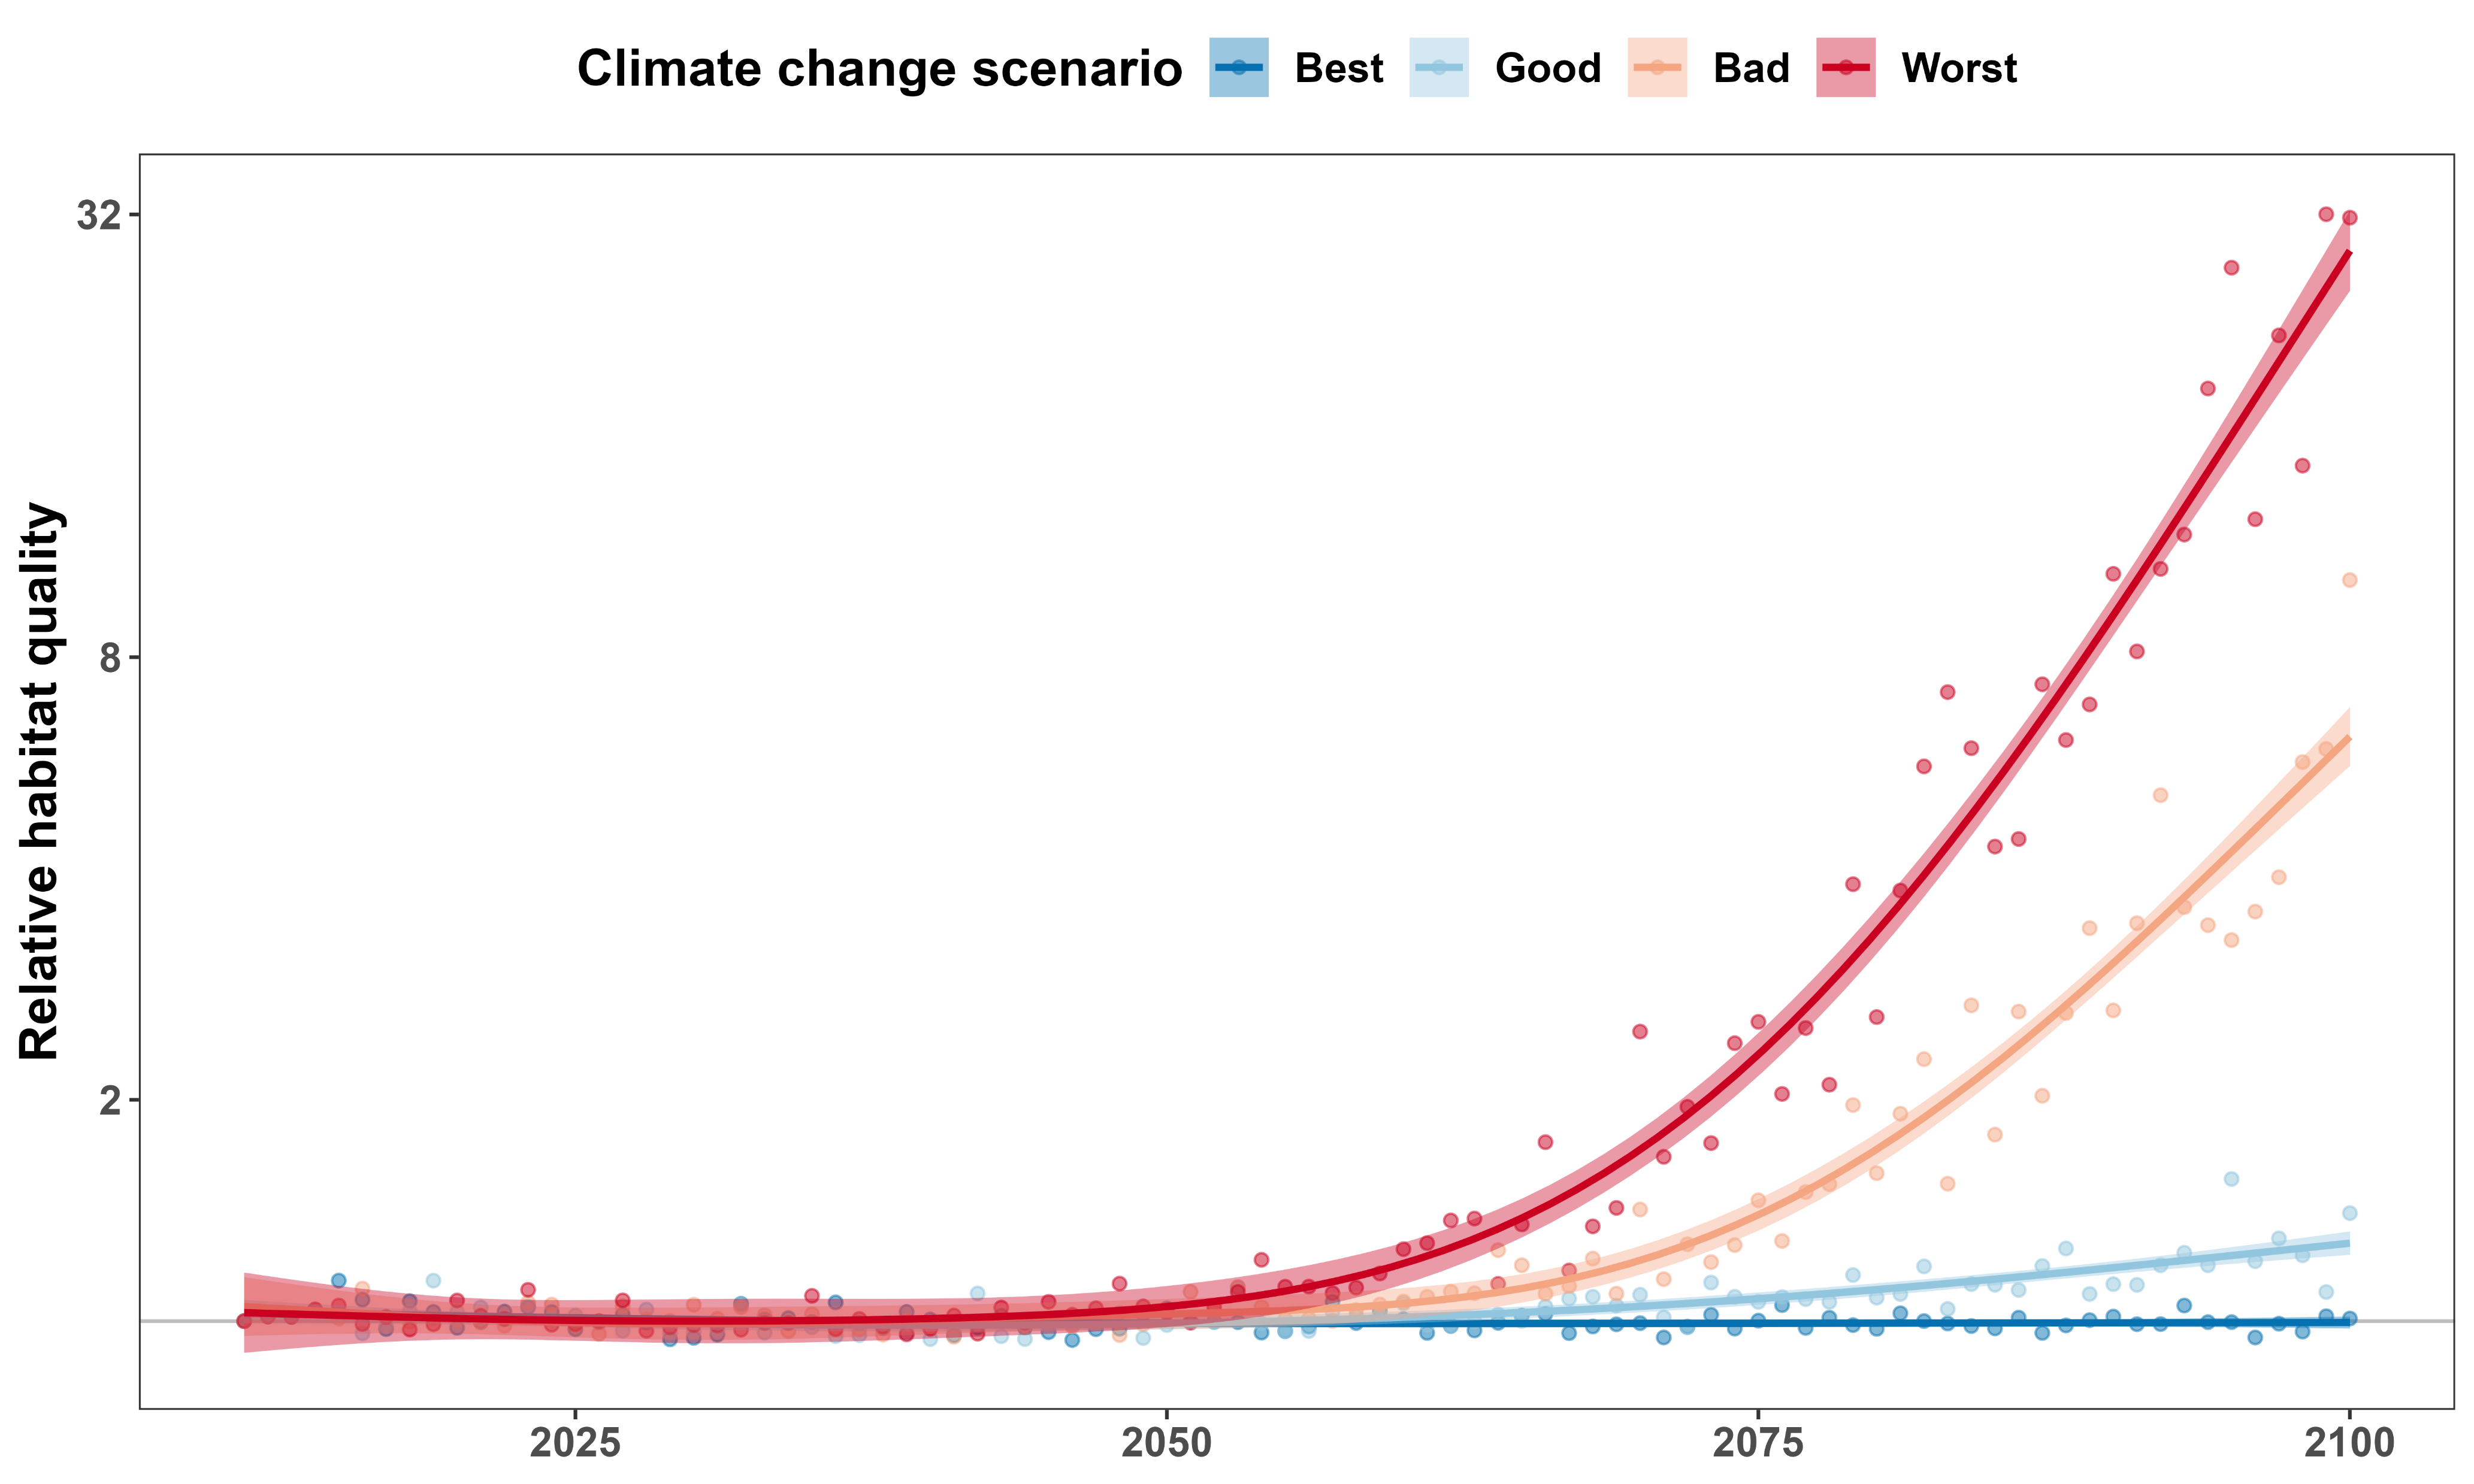 Climate change scenario Best Good Bad Worst
Relative habitat quality
32
8
2
2025 2050 2075 2100